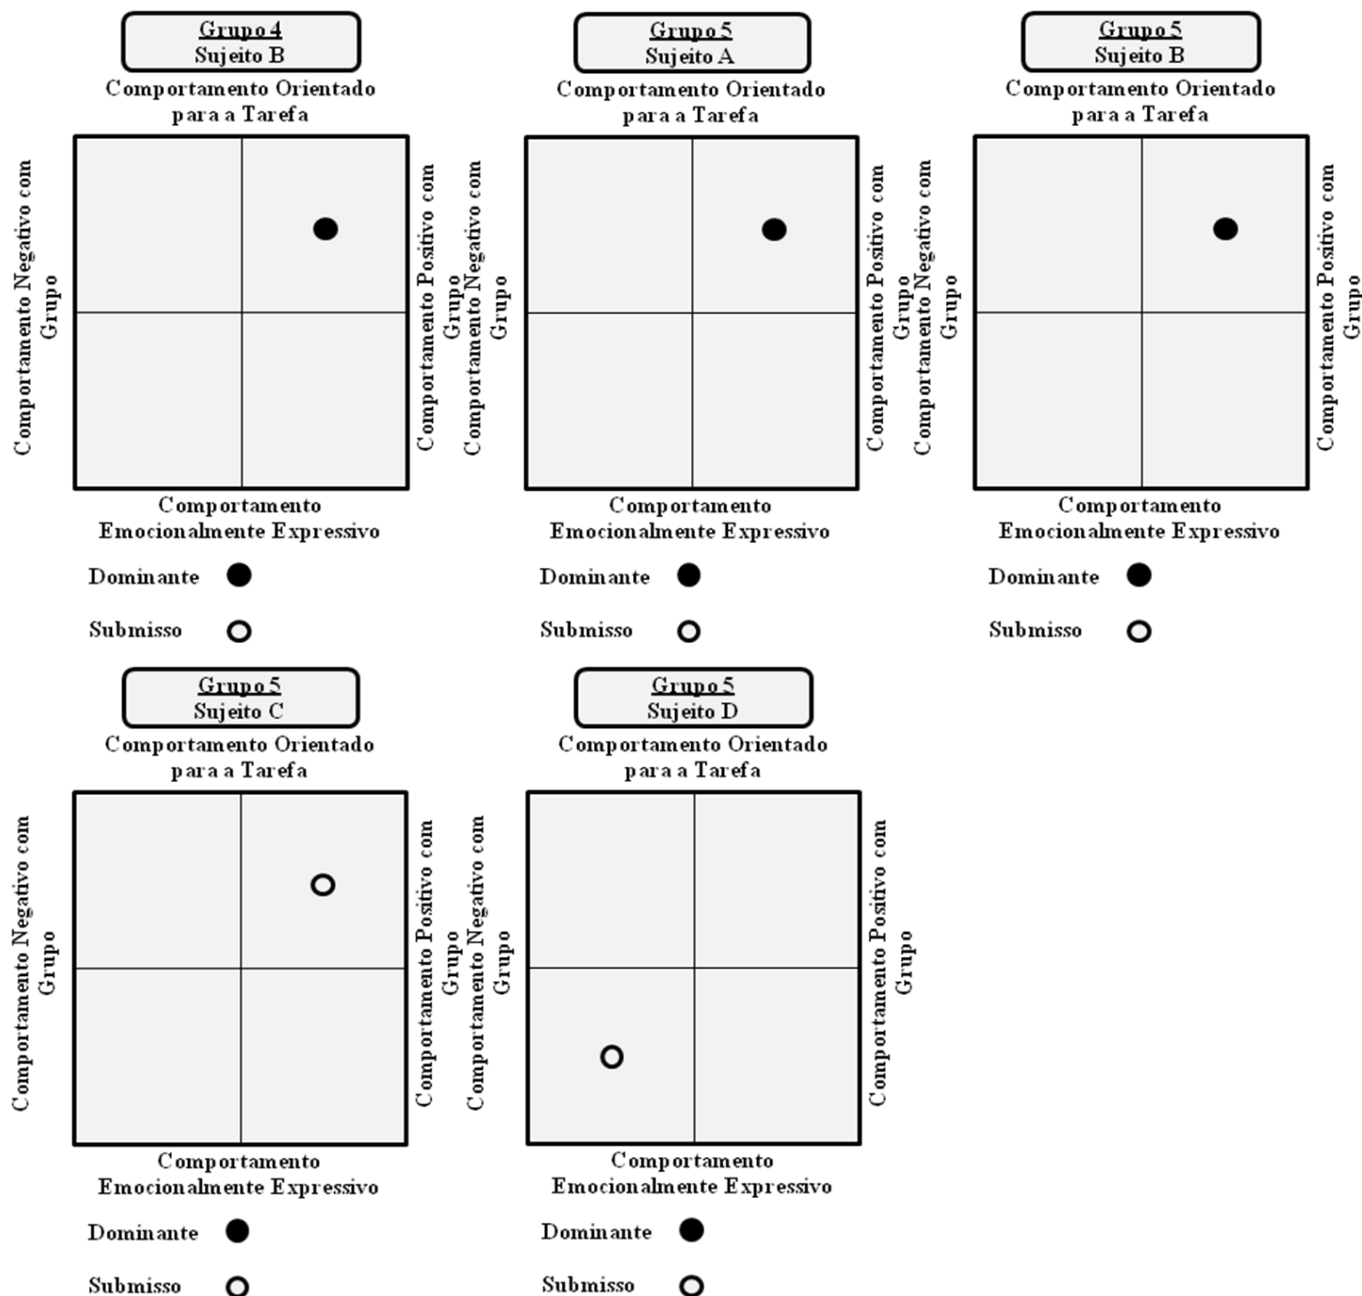 Grupo 4
Sujeito B
Comportamento Orientado
para a Tarefa
Comportamento Negativo com
Grupo
Comportamento Positivo com
Grupo
Comportamento
Emocionalmente Expressivo
Dominante
Submisso
Grupo 5
Sujeito A
Comportamento Orientado
para a Tarefa
Comportamento Negativo com
Grupo
Comportamento Positivo com
Grupo
Comportamento
Emocionalmente Expressivo
Dominante
Submisso
Grupo 5
Sujeito B
Comportamento Orientado
para a Tarefa
Comportamento Negativo com
Grupo
Comportamento Positivo com
Grupo
Comportamento
Emocionalmente Expressivo
Dominante
Submisso
Grupo 5
Sujeito C
Comportamento Orientado
para a Tarefa
Comportamento Negativo com
Grupo
Comportamento Positivo com
Grupo
Comportamento
Emocionalmente Expressivo
Dominante
Submisso
Grupo 5
Sujeito D
Comportamento Orientado
para a Tarefa
Comportamento Negativo com
Grupo
Comportamento Positivo com
Grupo
Comportamento
Emocionalmente Expressivo
Dominante
Submisso